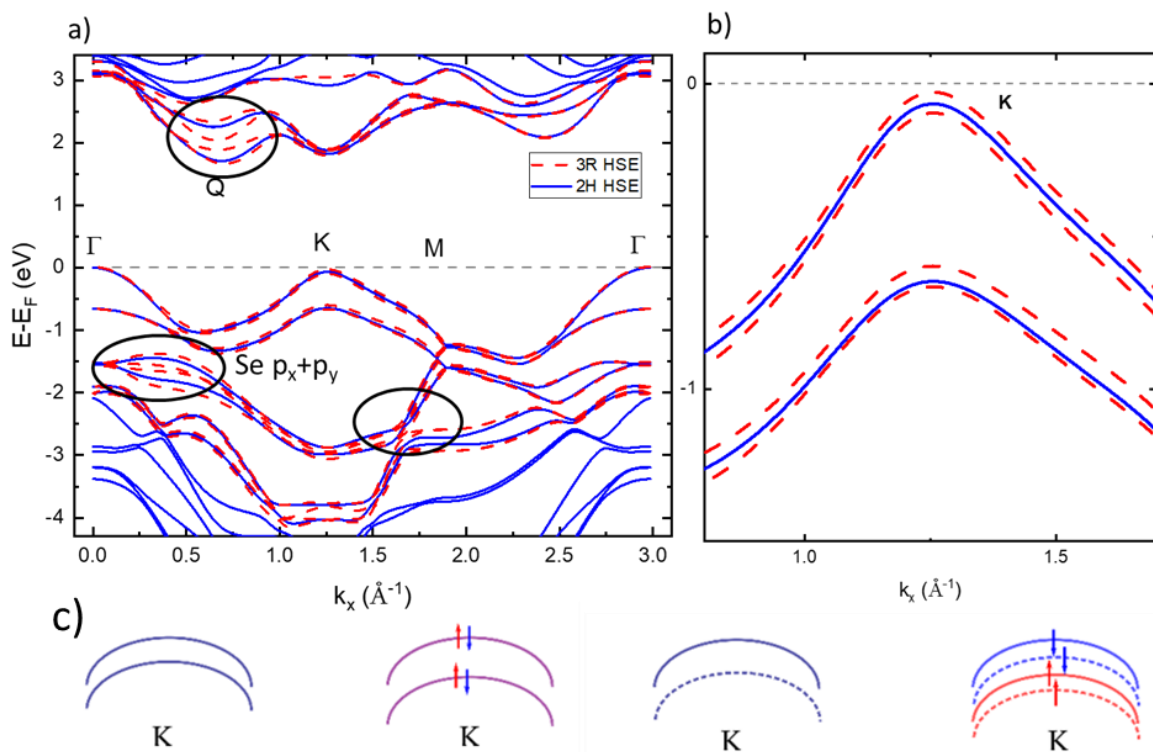 a)
3
2
1
0
-1
-2
-3
-4
E-E_F (eV)
Q
3R HSE
2H HSE
Γ
K
M
Γ
Se p_x+p_y
0.0 0.5 1.0 1.5 2.0 2.5 3.0
k_x (Å⁻¹)
b)
0
-1
K
1.0 1.5
k_x (Å⁻¹)
c)
K K K K